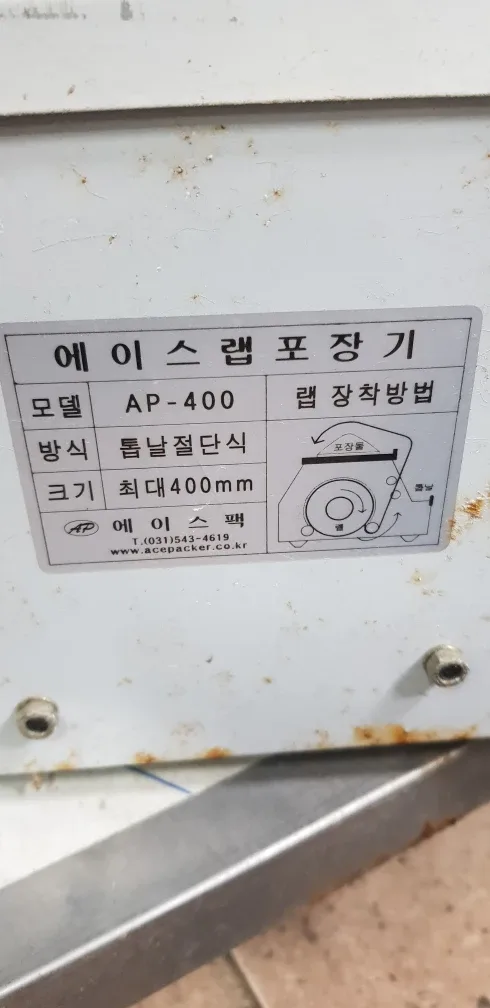 에이스랩포장기
모델 AP-400
방식 톱날절단식
크기 최대400mm
AP 에이스팩
T.(031)543-4619
www.acepacker.co.kr
랩 장착방법
포장물
톱날
랩